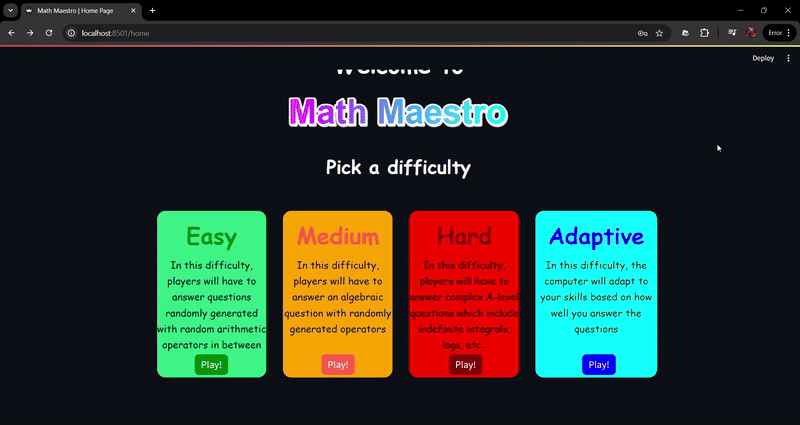 Math Maestro | Home Page
localhost:8501/home
Error
Deploy
Welcome To
Math Maestro
Pick a difficulty
Easy
In this difficulty,
players will have to
answer questions
randomly generated
with random arithmetic
operators in between
Play!
Medium
In this difficulty,
players will have to
answer an algebraic
question with randomly
generated operators
Play!
Hard
In this difficulty,
players will have to
answer complex A-level
questions which include
indefinite integrals,
logs, etc..
Play!
Adaptive
In this difficulty, the
computer will adapt to
your skills based on how
well you answer the
questions
Play!